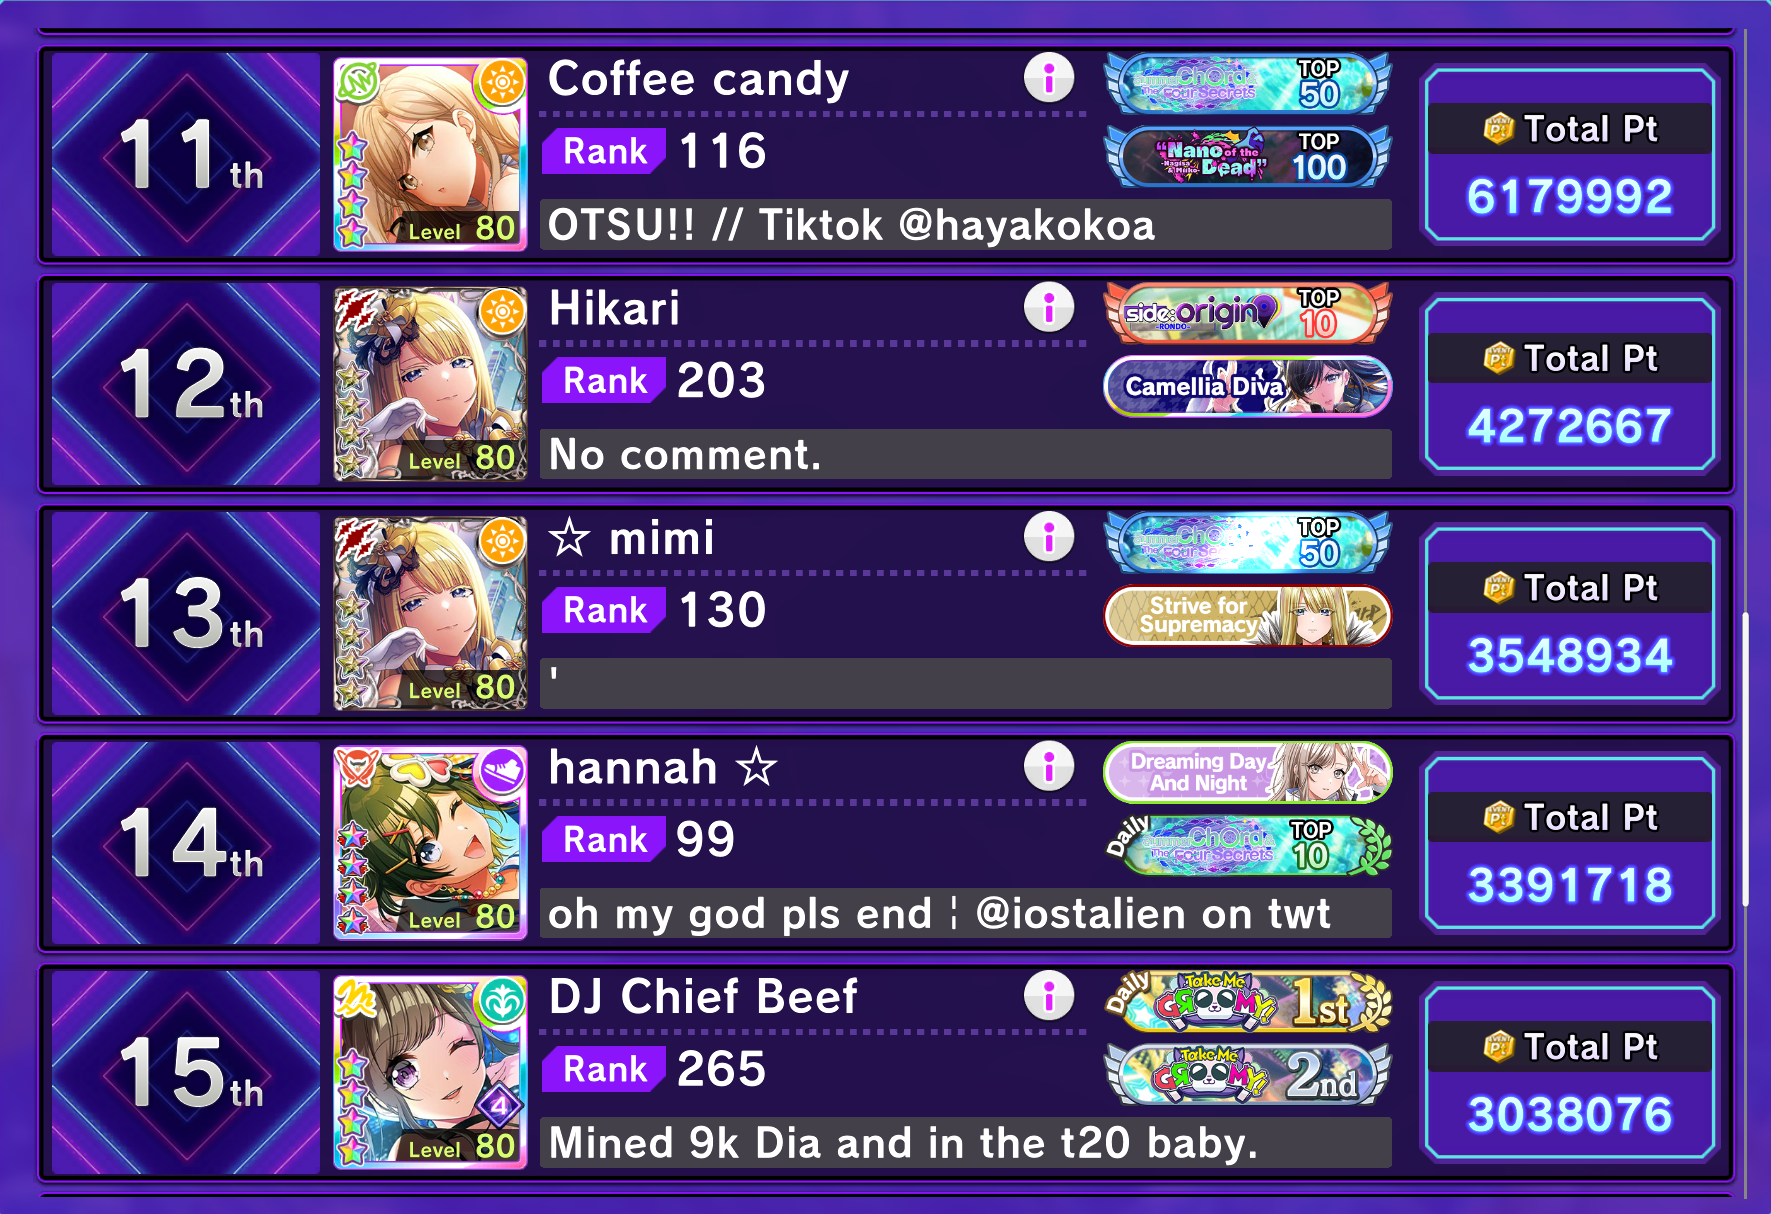 11th
Level 80
Coffee candy
Rank 116
OTSU!! // Tiktok @hayakokoa
Summer Chord & The Four Secrets
TOP 50
"Nano of the Dead"
-Nagisa & Miiko-
TOP 100
Total Pt
6179992
12th
Level 80
Hikari
Rank 203
No comment.
side:origin
-RONDO-
TOP 10
Camellia Diva
Total Pt
4272667
13th
Level 80
☆ mimi
Rank 130
'
TOP 50
Strive for
Supremacy
Total Pt
3548934
14th
Level 80
hannah ☆
Rank 99
oh my god pls end ¦ @iostalien on twt
Dreaming Day
And Night
Daily
Summer Chord & The Four Secrets
TOP 10
Total Pt
3391718
15th
4
Level 80
DJ Chief Beef
Rank 265
Mined 9k Dia and in the t20 baby.
Daily
Take Me
GROOMY!
1st
Take Me
GROOMY!
2nd
Total Pt
3038076